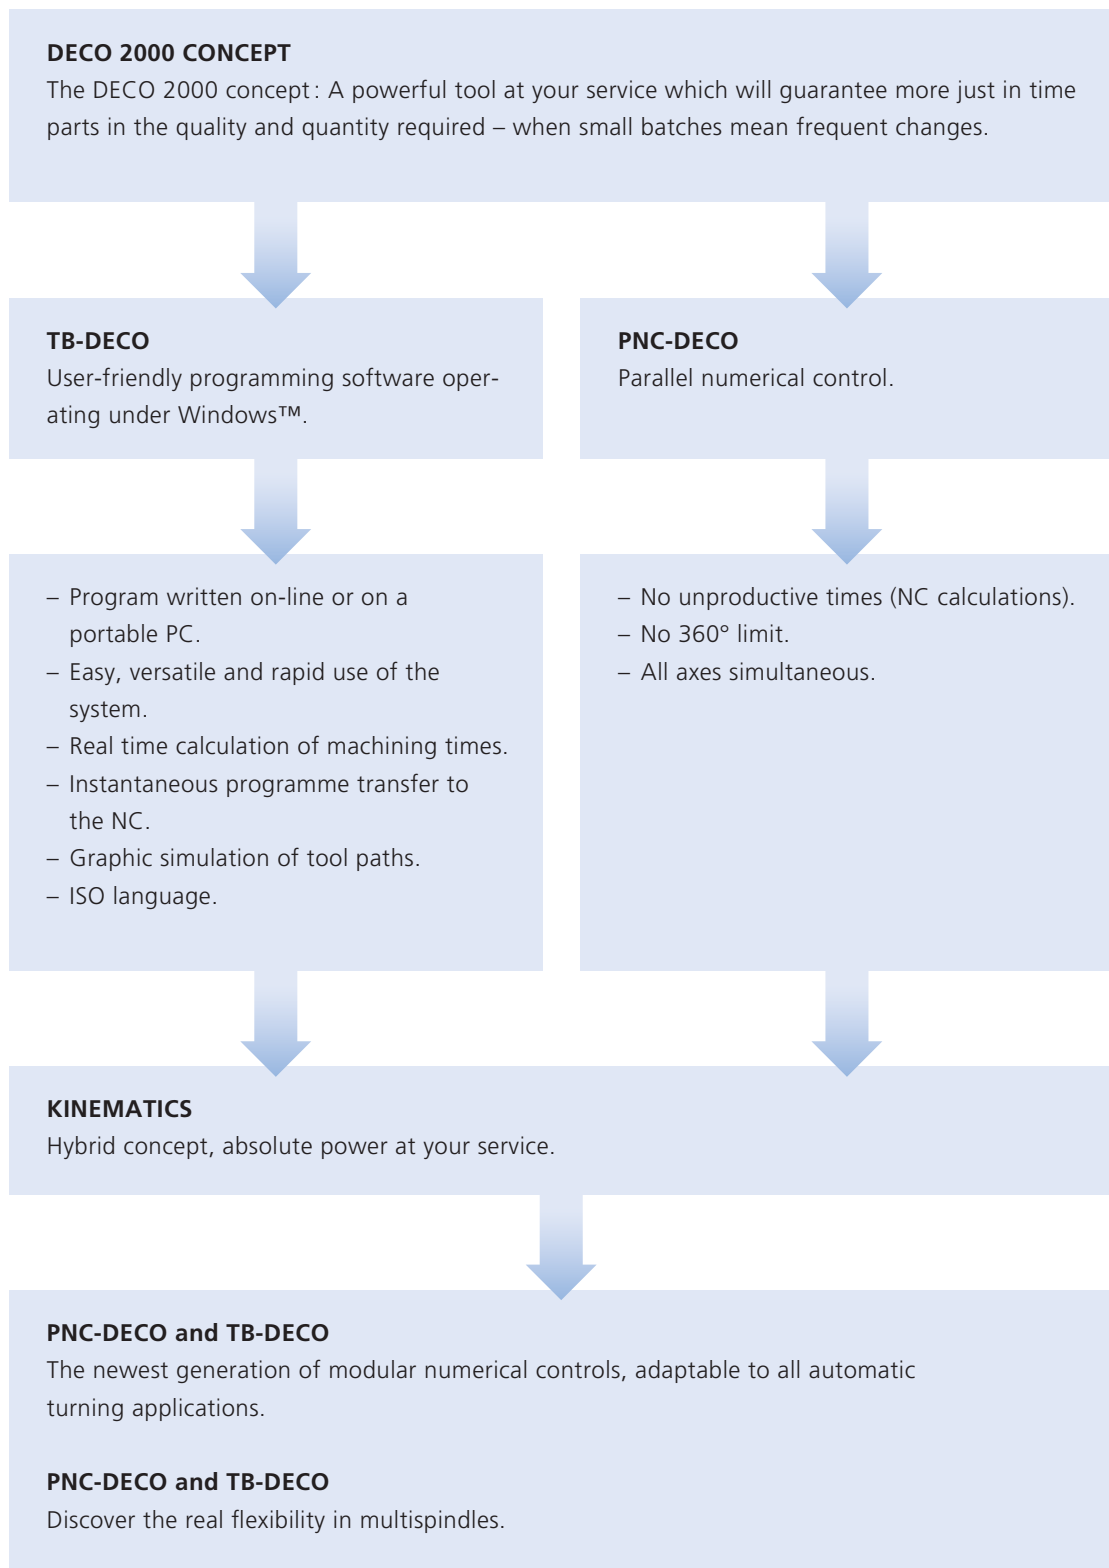 DECO 2000 CONCEPT
The DECO 2000 concept: A powerful tool at your service which will guarantee more just in time
parts in the quality and quantity required – when small batches mean frequent changes.
TB-DECO
User-friendly programming software oper-
ating under Windows™.
PNC-DECO
Parallel numerical control.
– Program written on-line or on a
portable PC.
– Easy, versatile and rapid use of the
system.
– Real time calculation of machining times.
– Instantaneous programme transfer to
the NC.
– Graphic simulation of tool paths.
– ISO language.
– No unproductive times (NC calculations).
– No 360° limit.
– All axes simultaneous.
KINEMATICS
Hybrid concept, absolute power at your service.
PNC-DECO and TB-DECO
The newest generation of modular numerical controls, adaptable to all automatic
turning applications.
PNC-DECO and TB-DECO
Discover the real flexibility in multispindles.